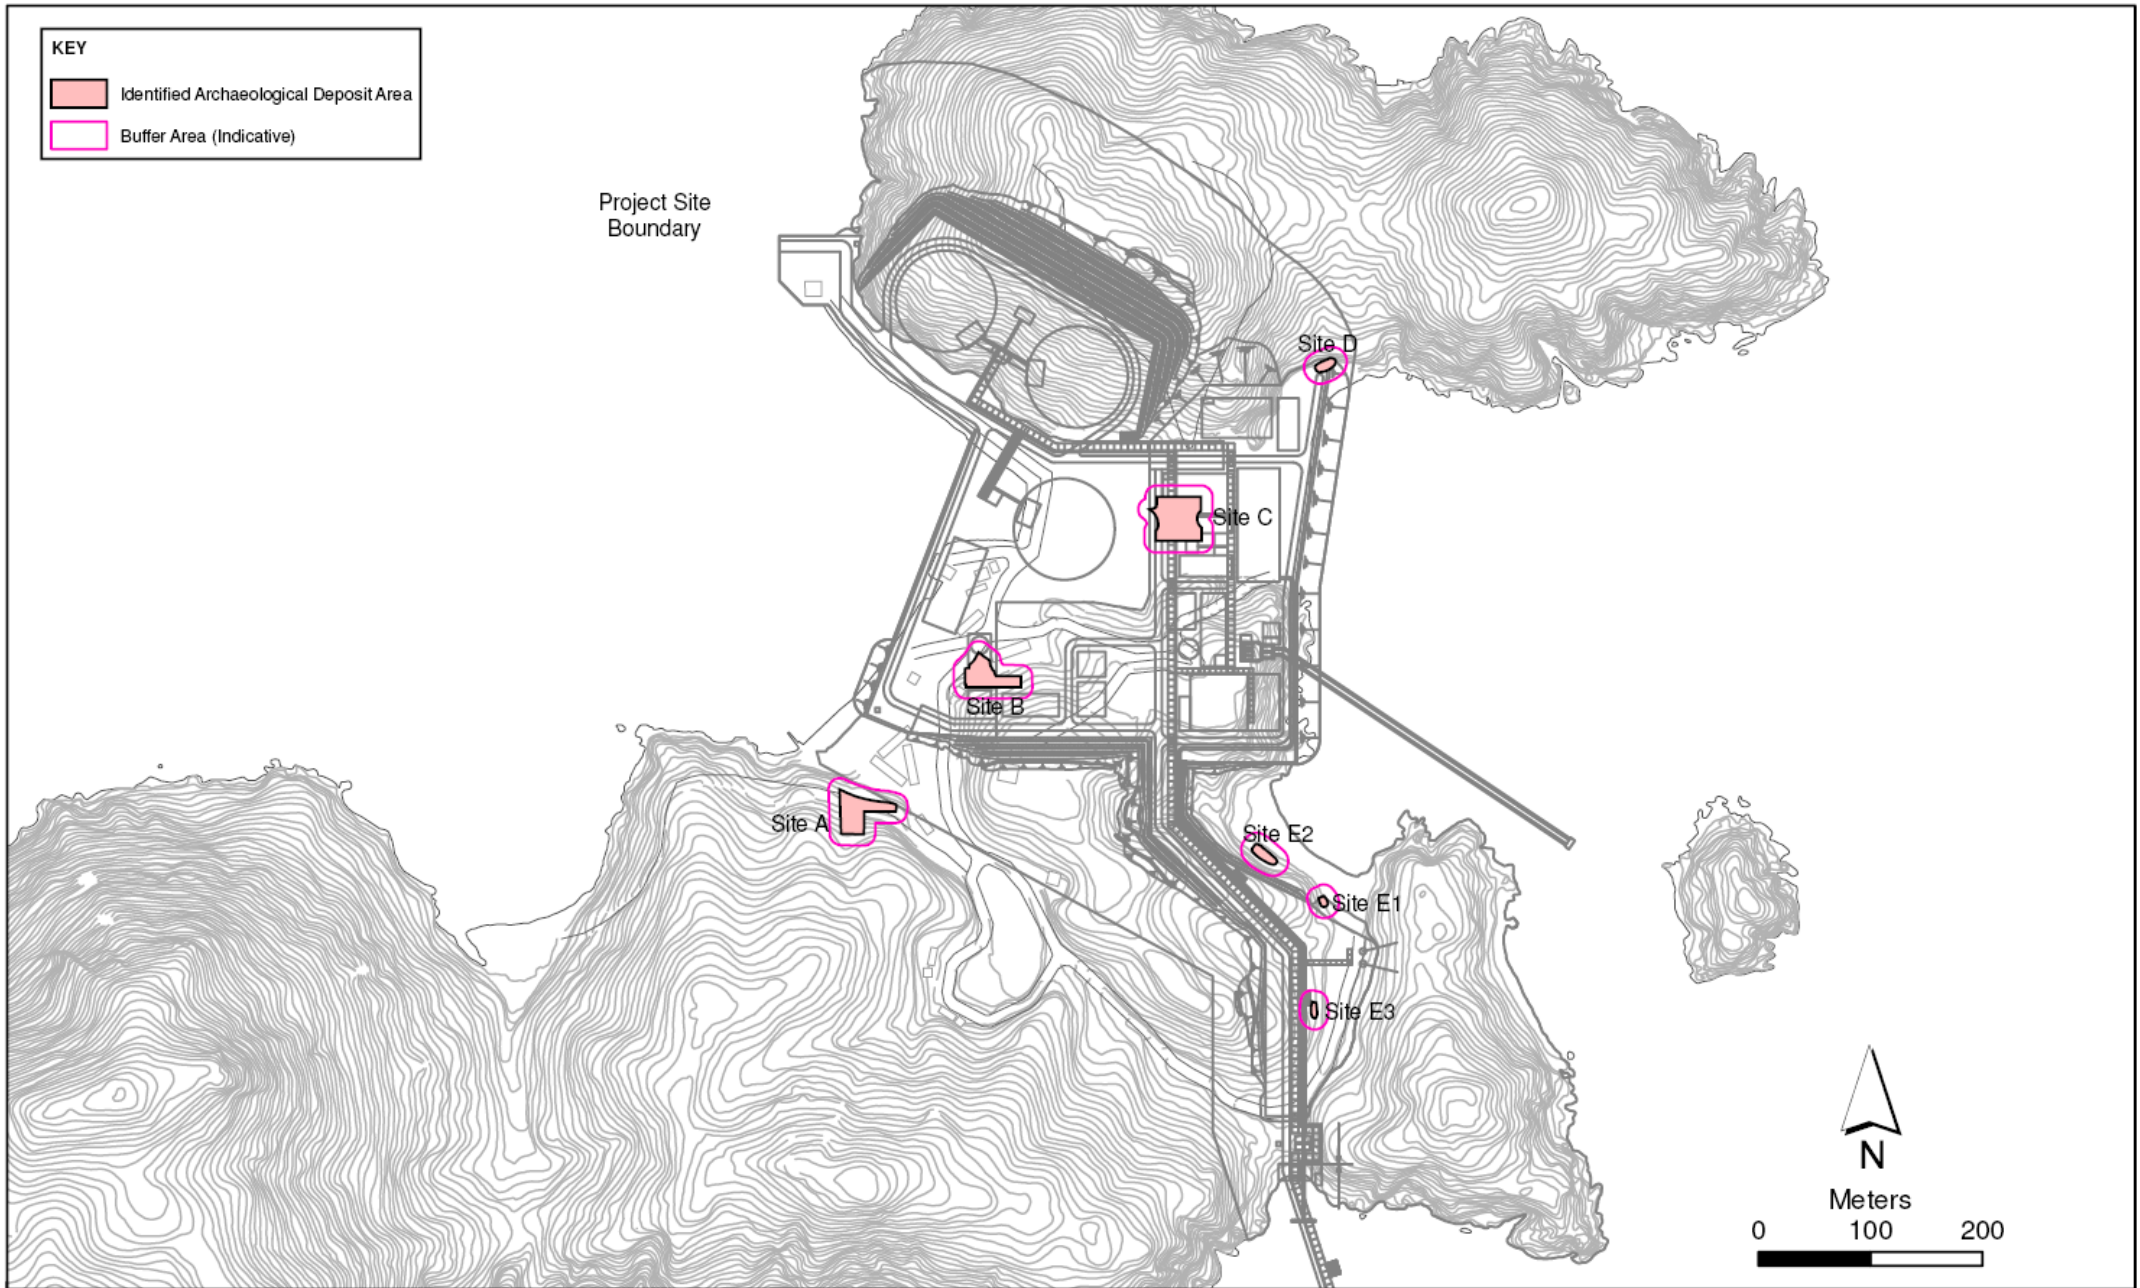 KEY
Identified Archaeological Deposit Area
Buffer Area (Indicative)
Project Site
Boundary
Site D
Site C
Site B
Site A
Site E2
Site E1
Site E3
N
Meters
0 100 200